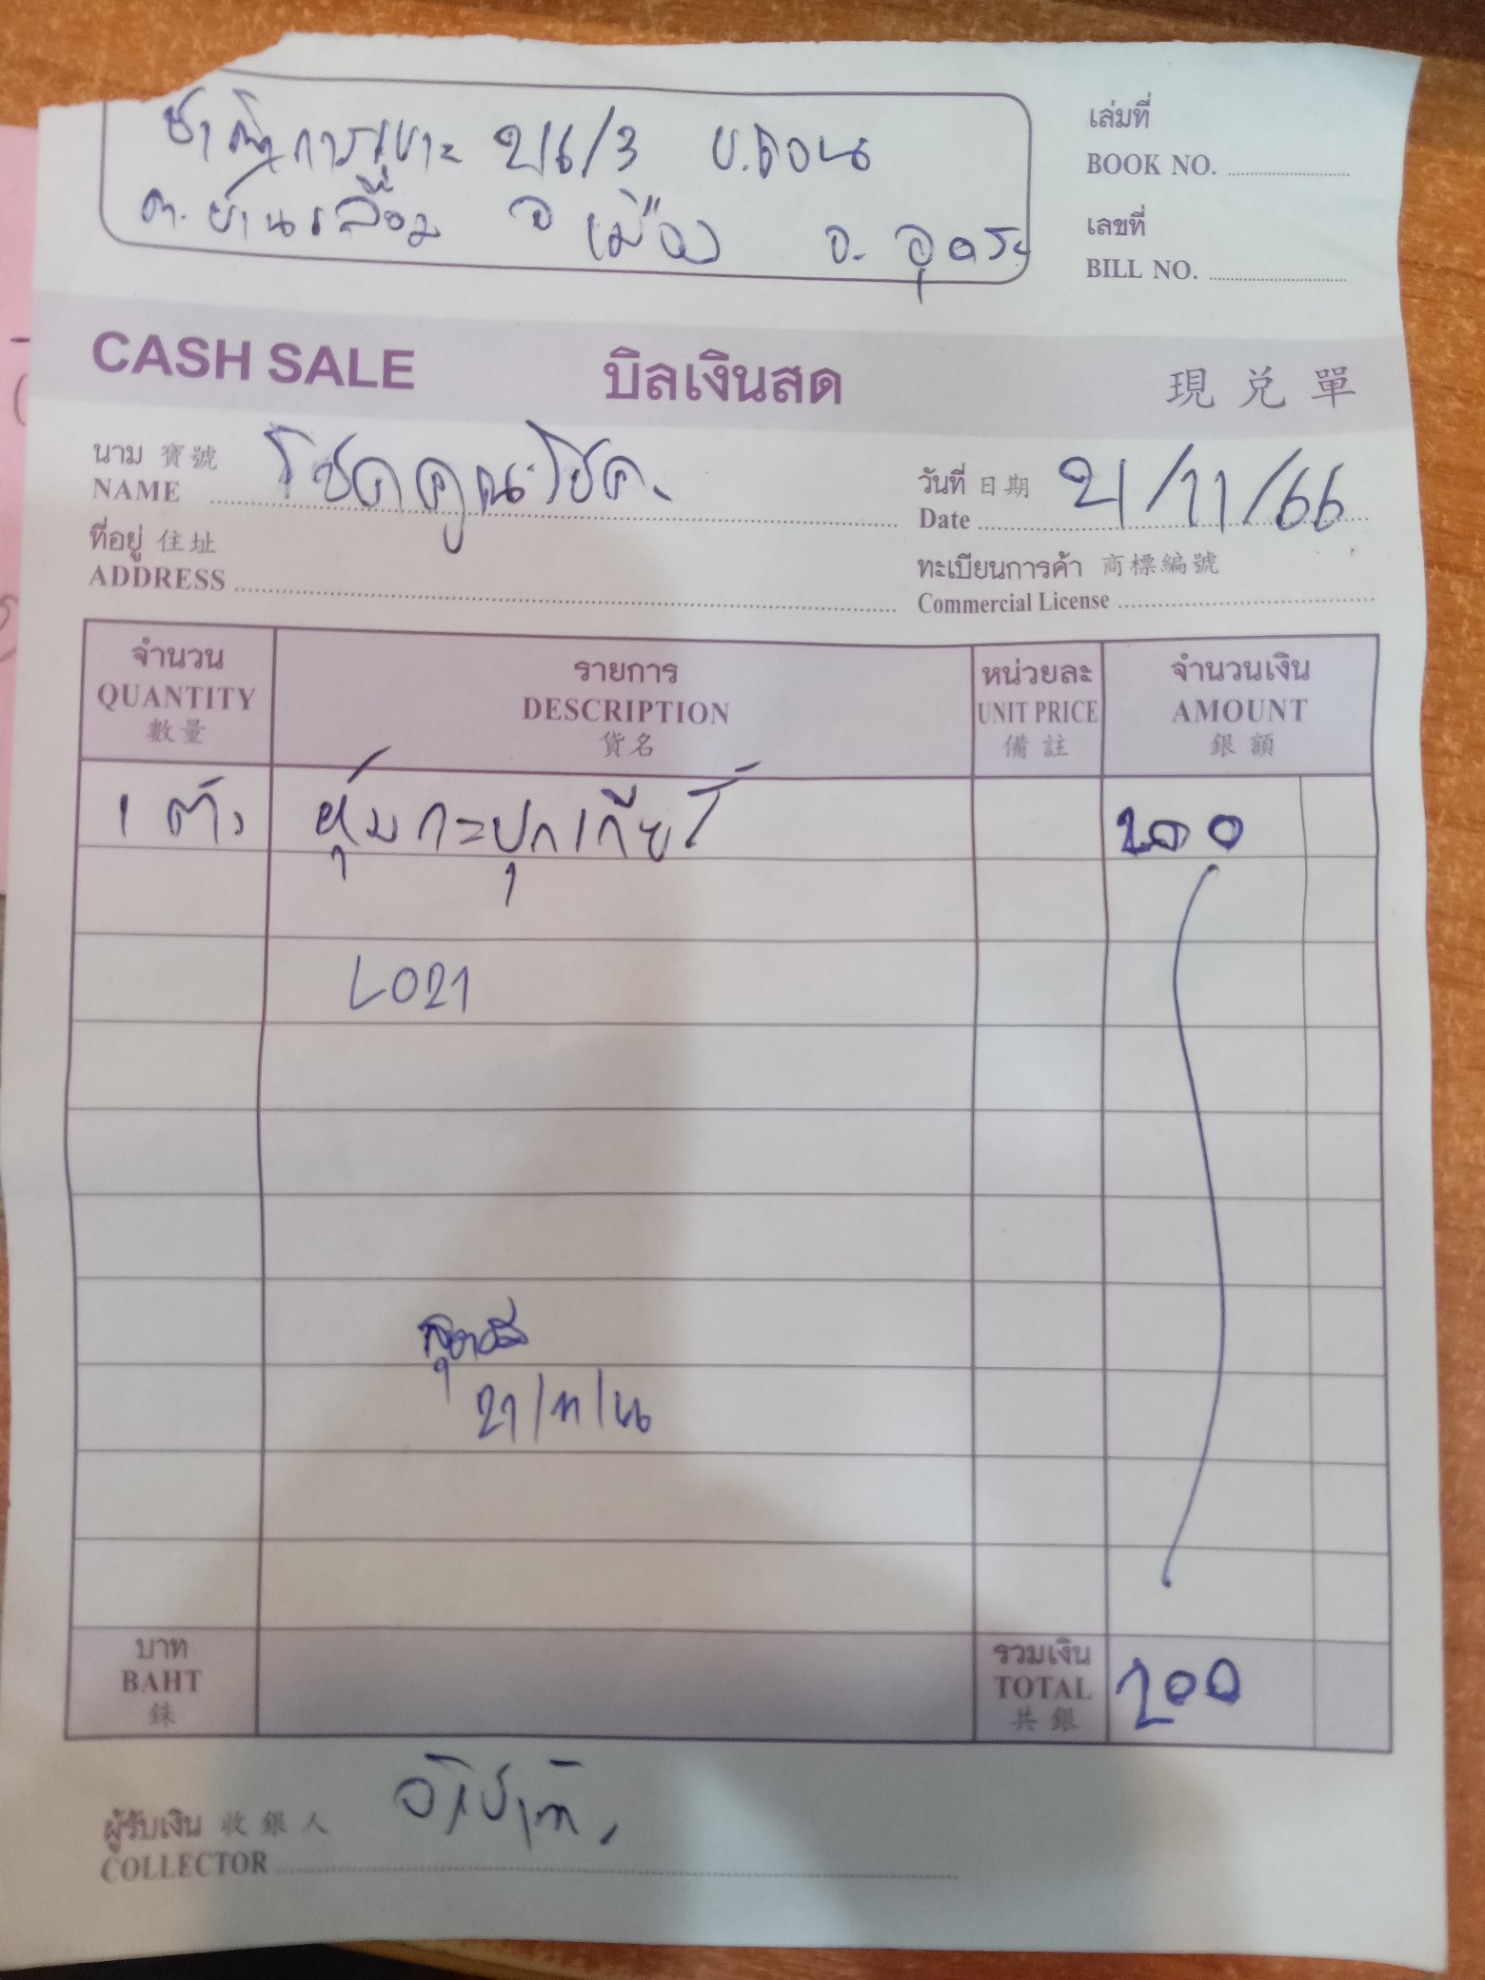 ชำนิการเบาะ 216/3 บ.ดอน
ต.บ้านเลื่อม อ เมือง จ. อุดรฯ
เล่มที่
BOOK NO.
เลขที่
BILL NO.
CASH SALE บิลเงินสด 現兌單
นาม 寶號 NAME โชคคูณโชค.
วันที่ 日期 Date 21/11/66
ที่อยู่ 住址
ADDRESS
ทะเบียนการค้า 商標編號
Commercial License
จำนวน รายการ หน่วยละ จำนวนเงิน
QUANTITY DESCRIPTION UNIT PRICE AMOUNT
數量 貨名 備註 銀額
1 ตัว หุ้มกะปุกเกียร์ 200
L021
21/11/66
บาท รวมเงิน
BAHT TOTAL 200
銖 共銀
ผู้รับเงิน 收銀人
COLLECTOR